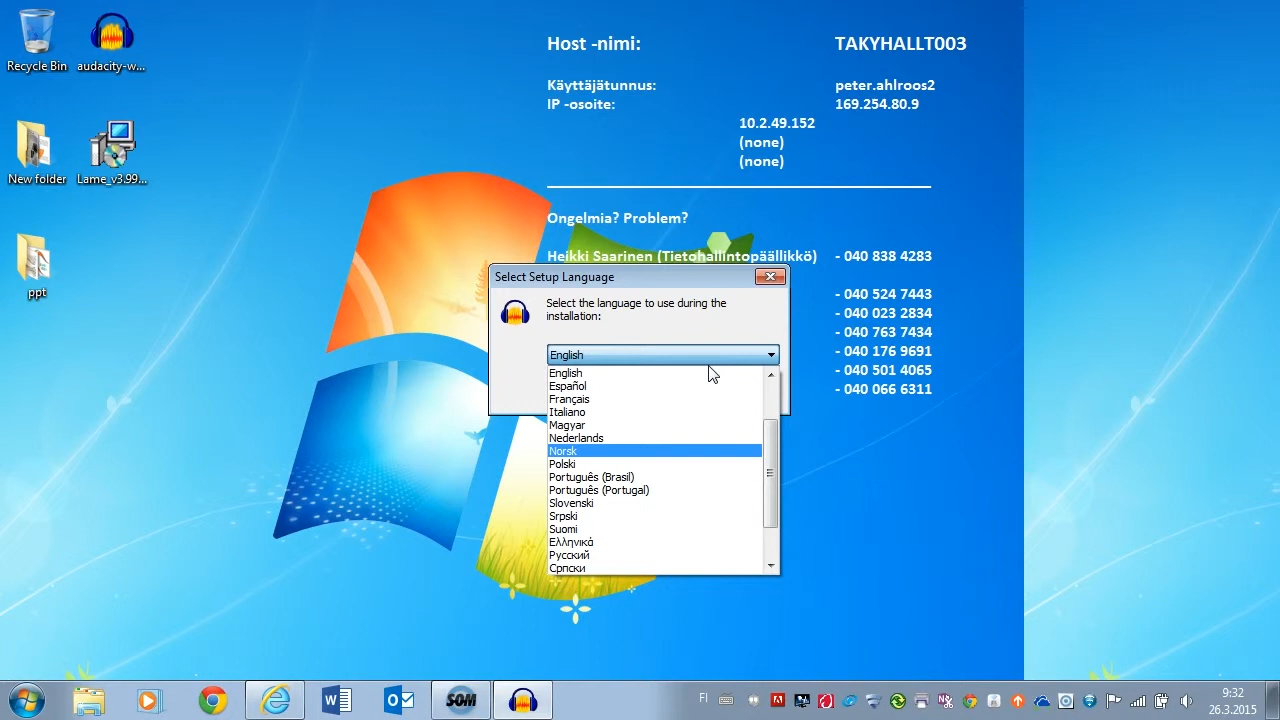 Recycle Bin
audacity-w...
New folder
Lame_v3.99...
ppt
Host -nimi: TAKYHALLT003
Käyttäjätunnus: peter.ahlroos2
IP -osoite: 169.254.80.9
10.2.49.152
(none)
(none)
Ongelmia? Problem?
Heikki Saarinen (Tietohallintopäällikkö) - 040 838 4283
- 040 524 7443
- 040 023 2834
- 040 763 7434
- 040 176 9691
- 040 501 4065
- 040 066 6311
Select Setup Language
Select the language to use during the
installation:
English
English
Español
Français
Italiano
Magyar
Nederlands
Norsk
Polski
Português (Brasil)
Português (Portugal)
Slovenski
Srpski
Suomi
Ελληνικά
Русский
Српски
SOM
FI
9:32
26.3.2015